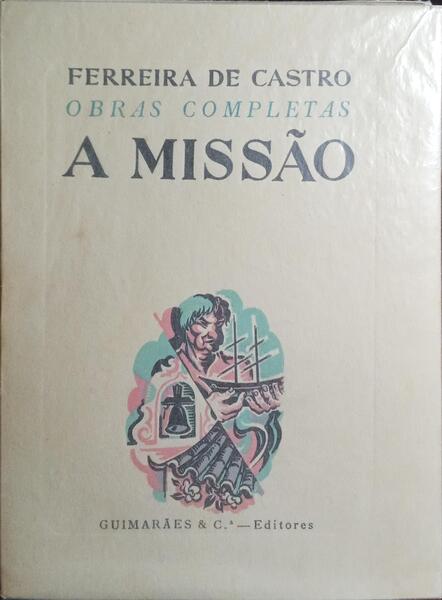 FERREIRA DE CASTRO
OBRAS COMPLETAS
A MISSÃO
GUIMARÃES & C.ª — Editores